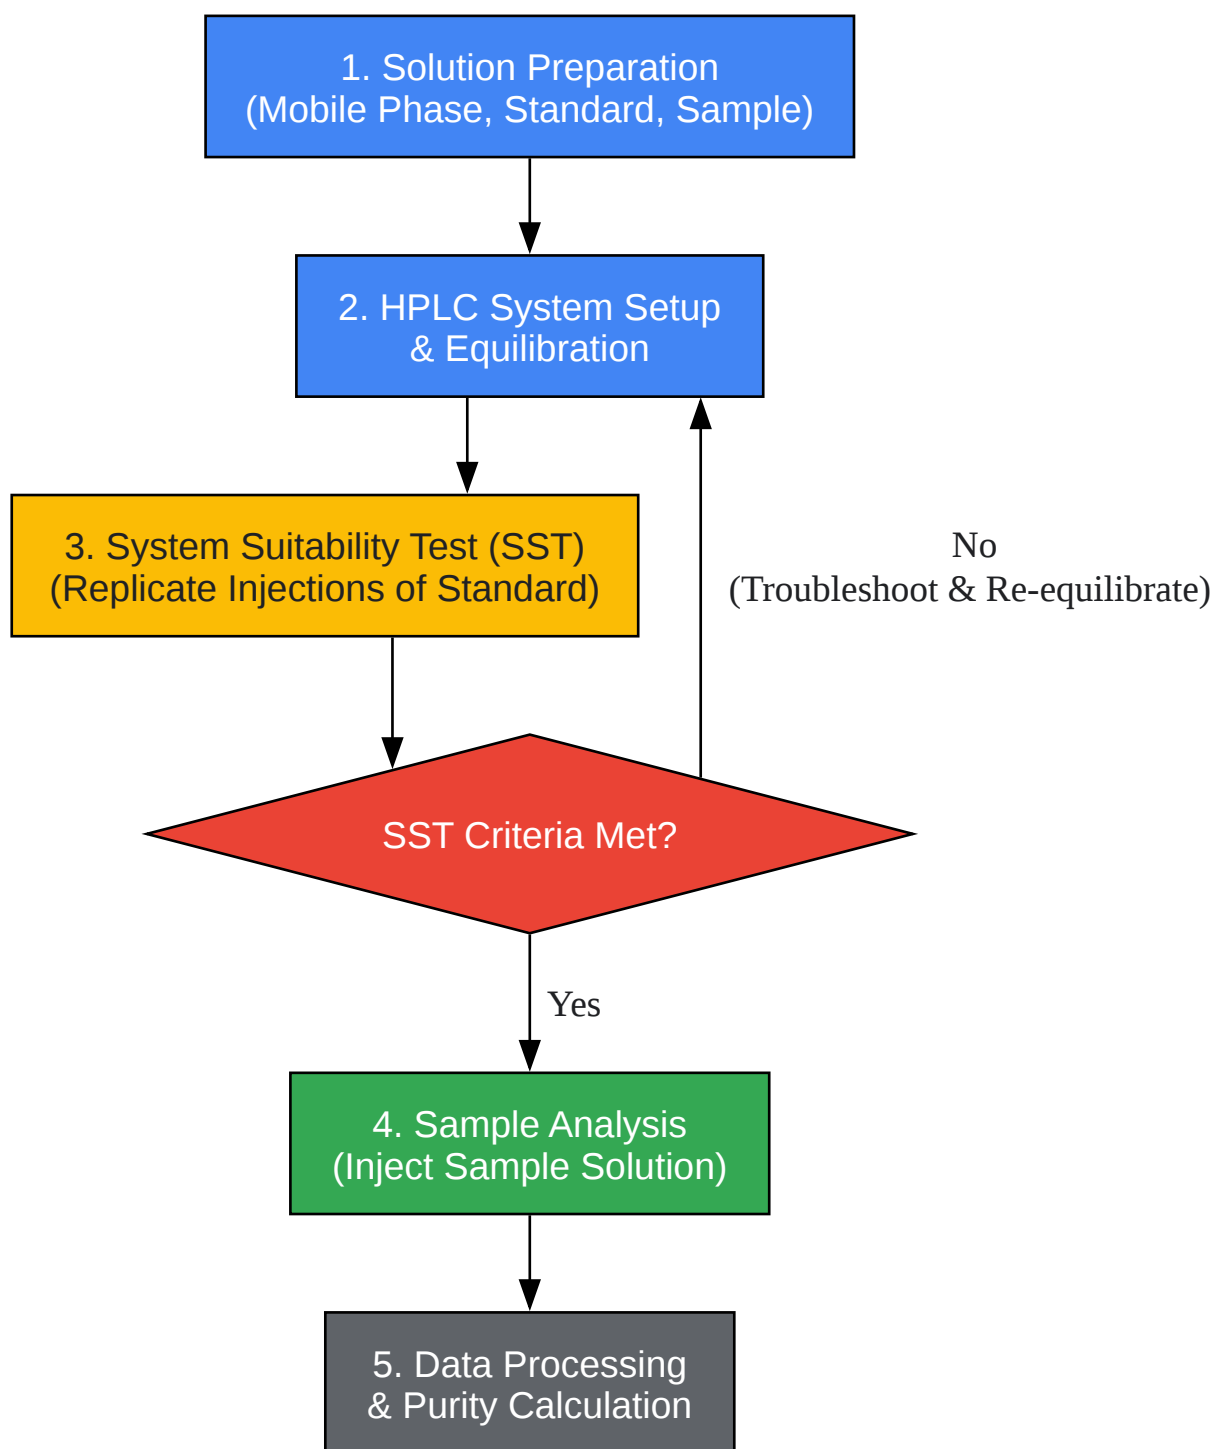 1. Solution Preparation
(Mobile Phase, Standard, Sample)
2. HPLC System Setup
& Equilibration
3. System Suitability Test (SST)
(Replicate Injections of Standard)
No
(Troubleshoot & Re-equilibrate)
SST Criteria Met?
Yes
4. Sample Analysis
(Inject Sample Solution)
5. Data Processing
& Purity Calculation